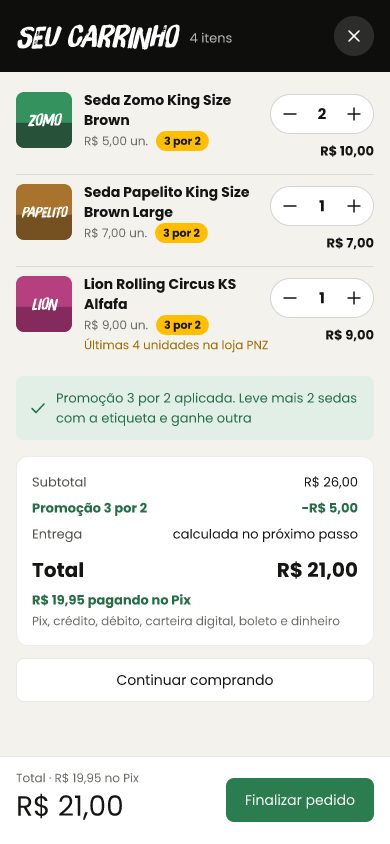 SEU CARRINHO 4 itens
ZOMO
Seda Zomo King Size
Brown
R$ 5,00 un. 3 por 2
2
R$ 10,00
PAPELITO
Seda Papelito King Size
Brown Large
R$ 7,00 un. 3 por 2
1
R$ 7,00
LION
Lion Rolling Circus KS
Alfafa
R$ 9,00 un. 3 por 2
Últimas 4 unidades na loja PNZ
1
R$ 9,00
Promoção 3 por 2 aplicada. Leve mais 2 sedas
com a etiqueta e ganhe outra
Subtotal R$ 26,00
Promoção 3 por 2 -R$ 5,00
Entrega calculada no próximo passo
Total R$ 21,00
R$ 19,95 pagando no Pix
Pix, crédito, débito, carteira digital, boleto e dinheiro
Continuar comprando
Total · R$ 19,95 no Pix
R$ 21,00
Finalizar pedido